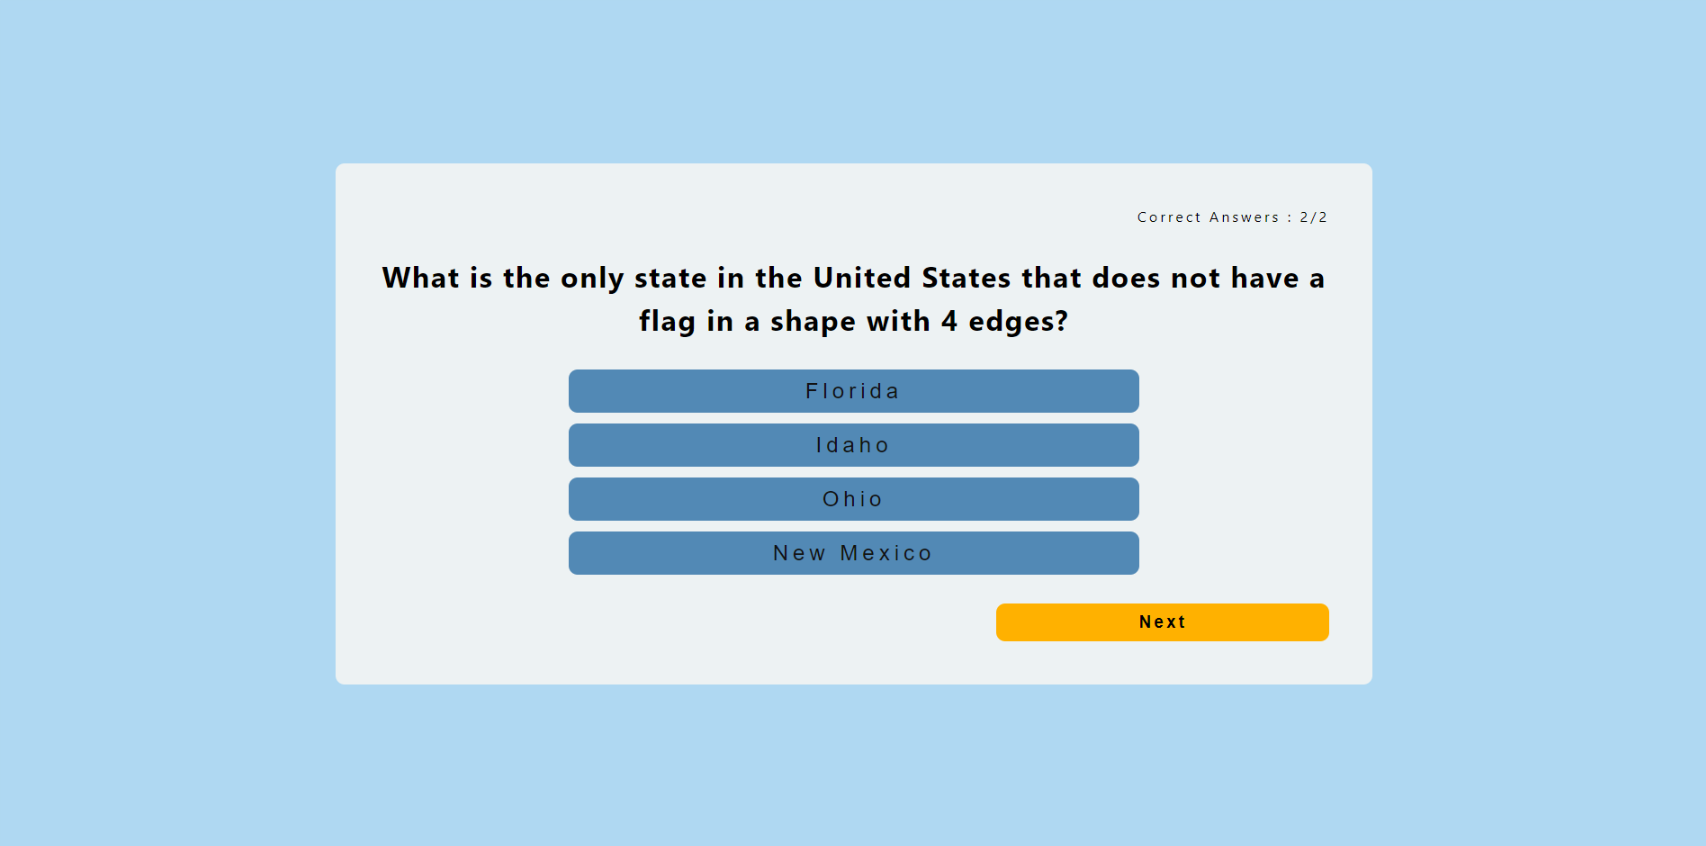 Correct Answers : 2/2
What is the only state in the United States that does not have a
flag in a shape with 4 edges?
Florida
Idaho
Ohio
New Mexico
Next